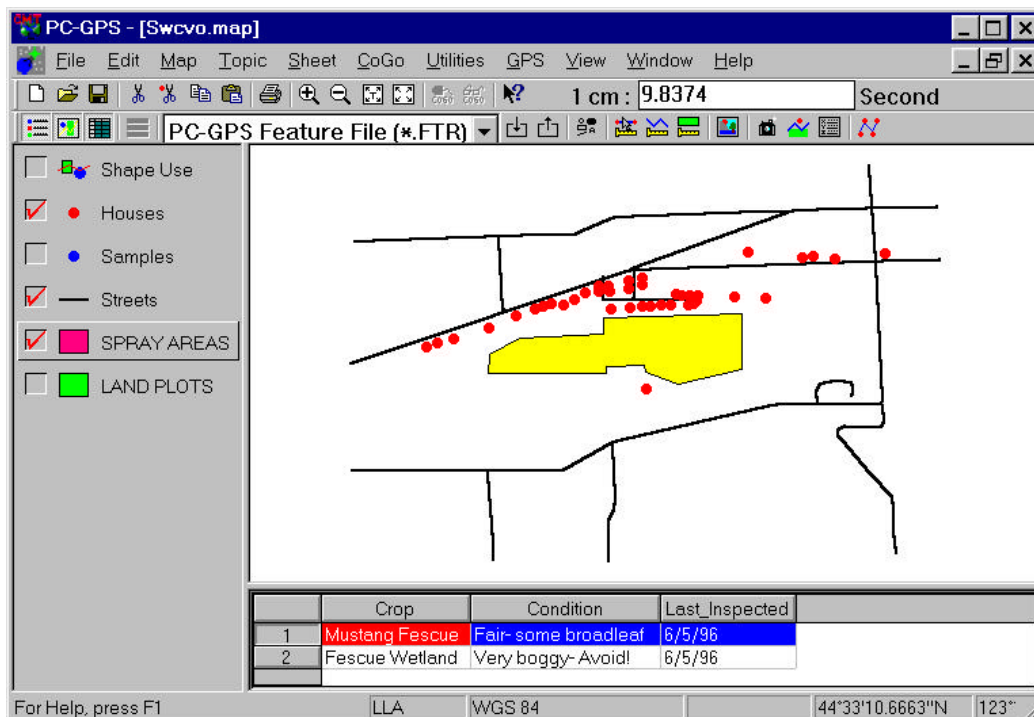 PC-GPS - [Swcvo.map]
File Edit Map Topic Sheet CoGo Utilities GPS View Window Help
1 cm : 9.8374 Second
PC-GPS Feature File (*.FTR)
Shape Use
Houses
Samples
Streets
SPRAY AREAS
LAND PLOTS
Crop Condition Last_Inspected
1 Mustang Fescue Fair- some broadleaf 6/5/96
2 Fescue Wetland Very boggy- Avoid! 6/5/96
For Help, press F1 LLA WGS 84 44°33'10.6663"N 123°